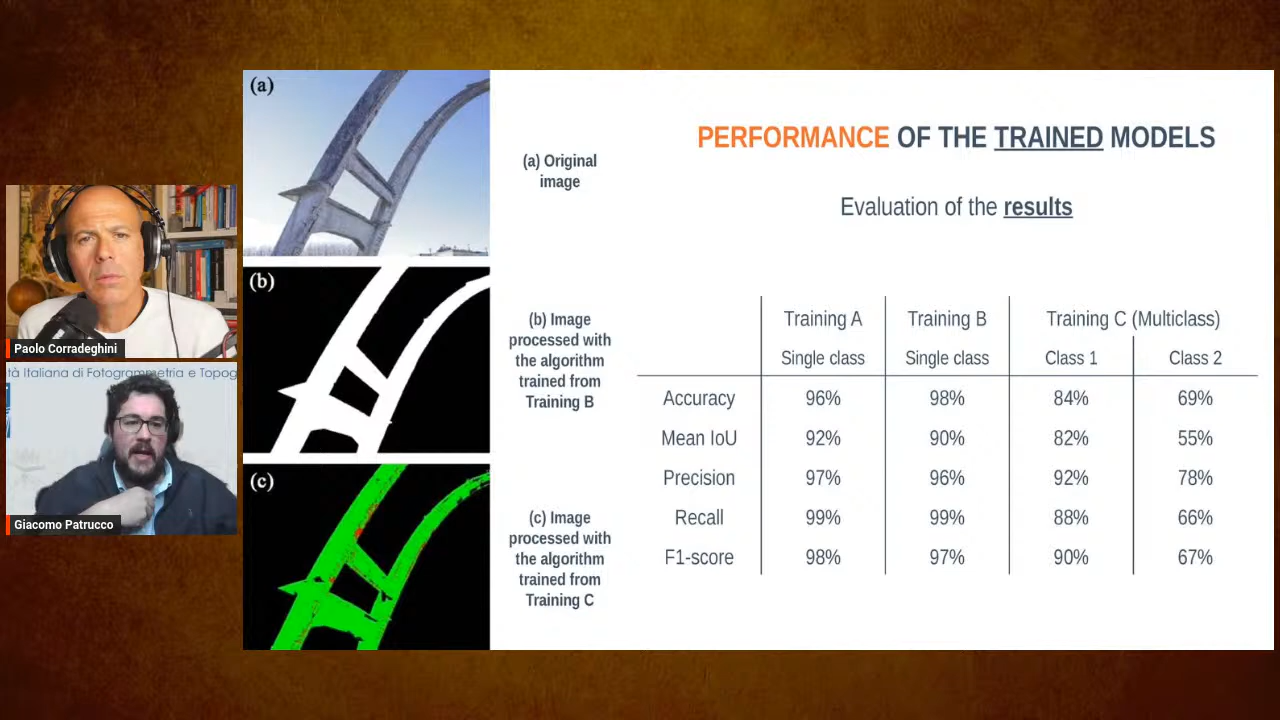 (a)
(a) Original
image
PERFORMANCE OF THE TRAINED MODELS
Evaluation of the results
(b)
(b) Image
processed with
the algorithm
trained from
Training B
(c)
(c) Image
processed with
the algorithm
trained from
Training C
Training A Training B Training C (Multiclass)
Single class Single class Class 1 Class 2
Accuracy 96% 98% 84% 69%
Mean IoU 92% 90% 82% 55%
Precision 97% 96% 92% 78%
Recall 99% 99% 88% 66%
F1-score 98% 97% 90% 67%
Paolo Corradeghini
tà Italiana di Fotogrammetria e Topog
Giacomo Patrucco